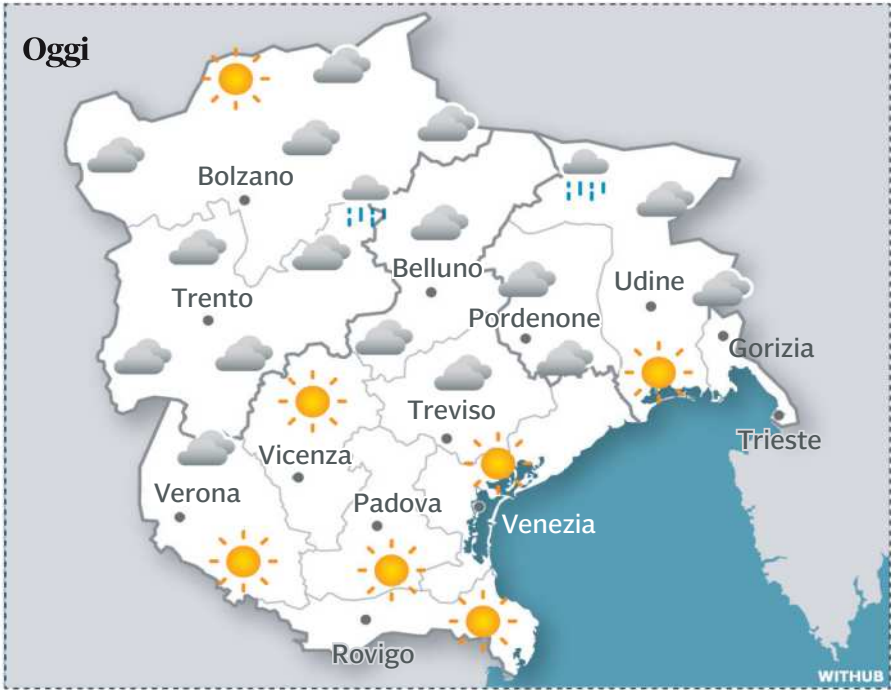 Oggi
Bolzano
Belluno
Trento
Udine
Pordenone
Gorizia
Treviso
Trieste
Vicenza
Verona
Padova
Venezia
Rovigo
WITHUB